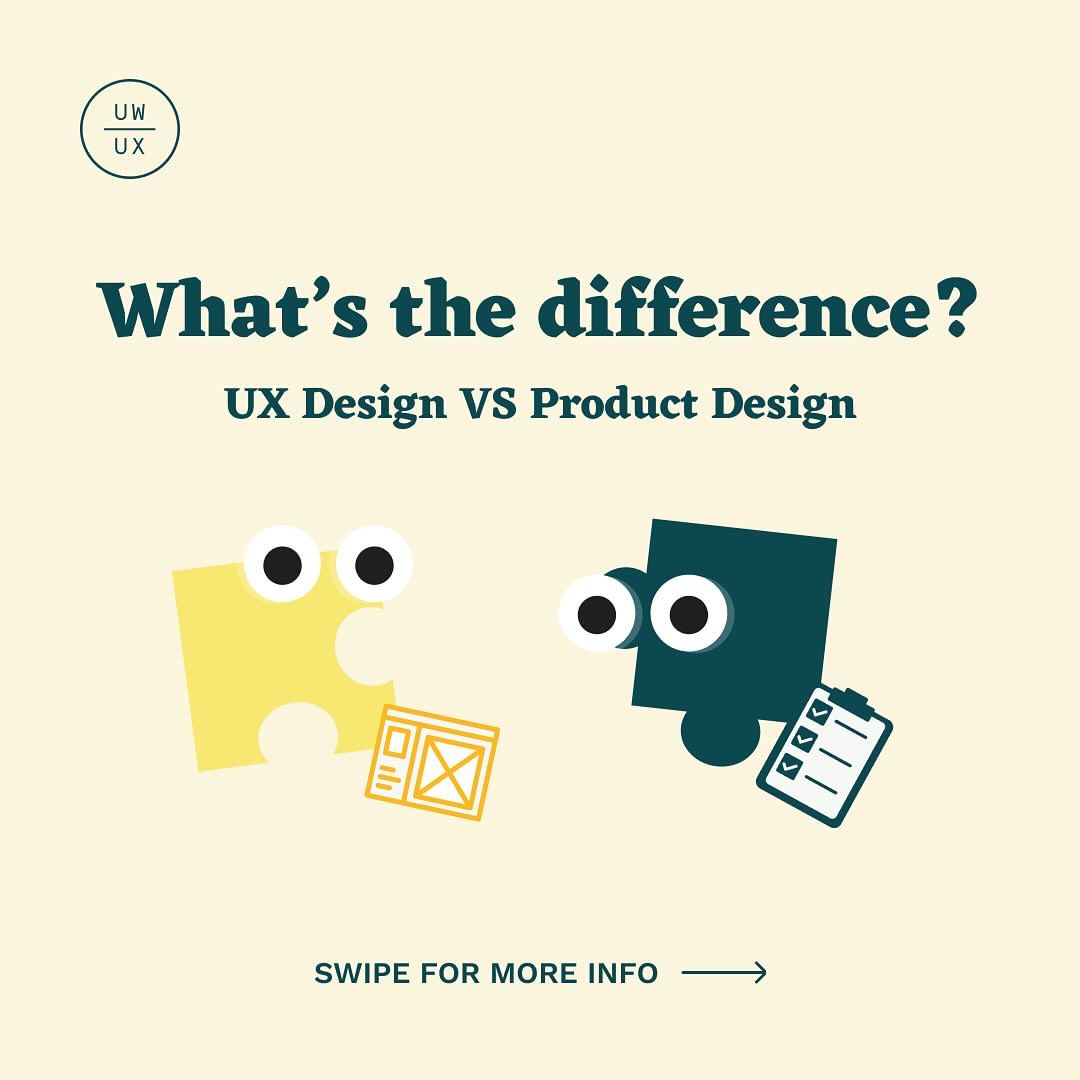 UW
UX
What’s the difference?
UX Design VS Product Design
SWIPE FOR MORE INFO